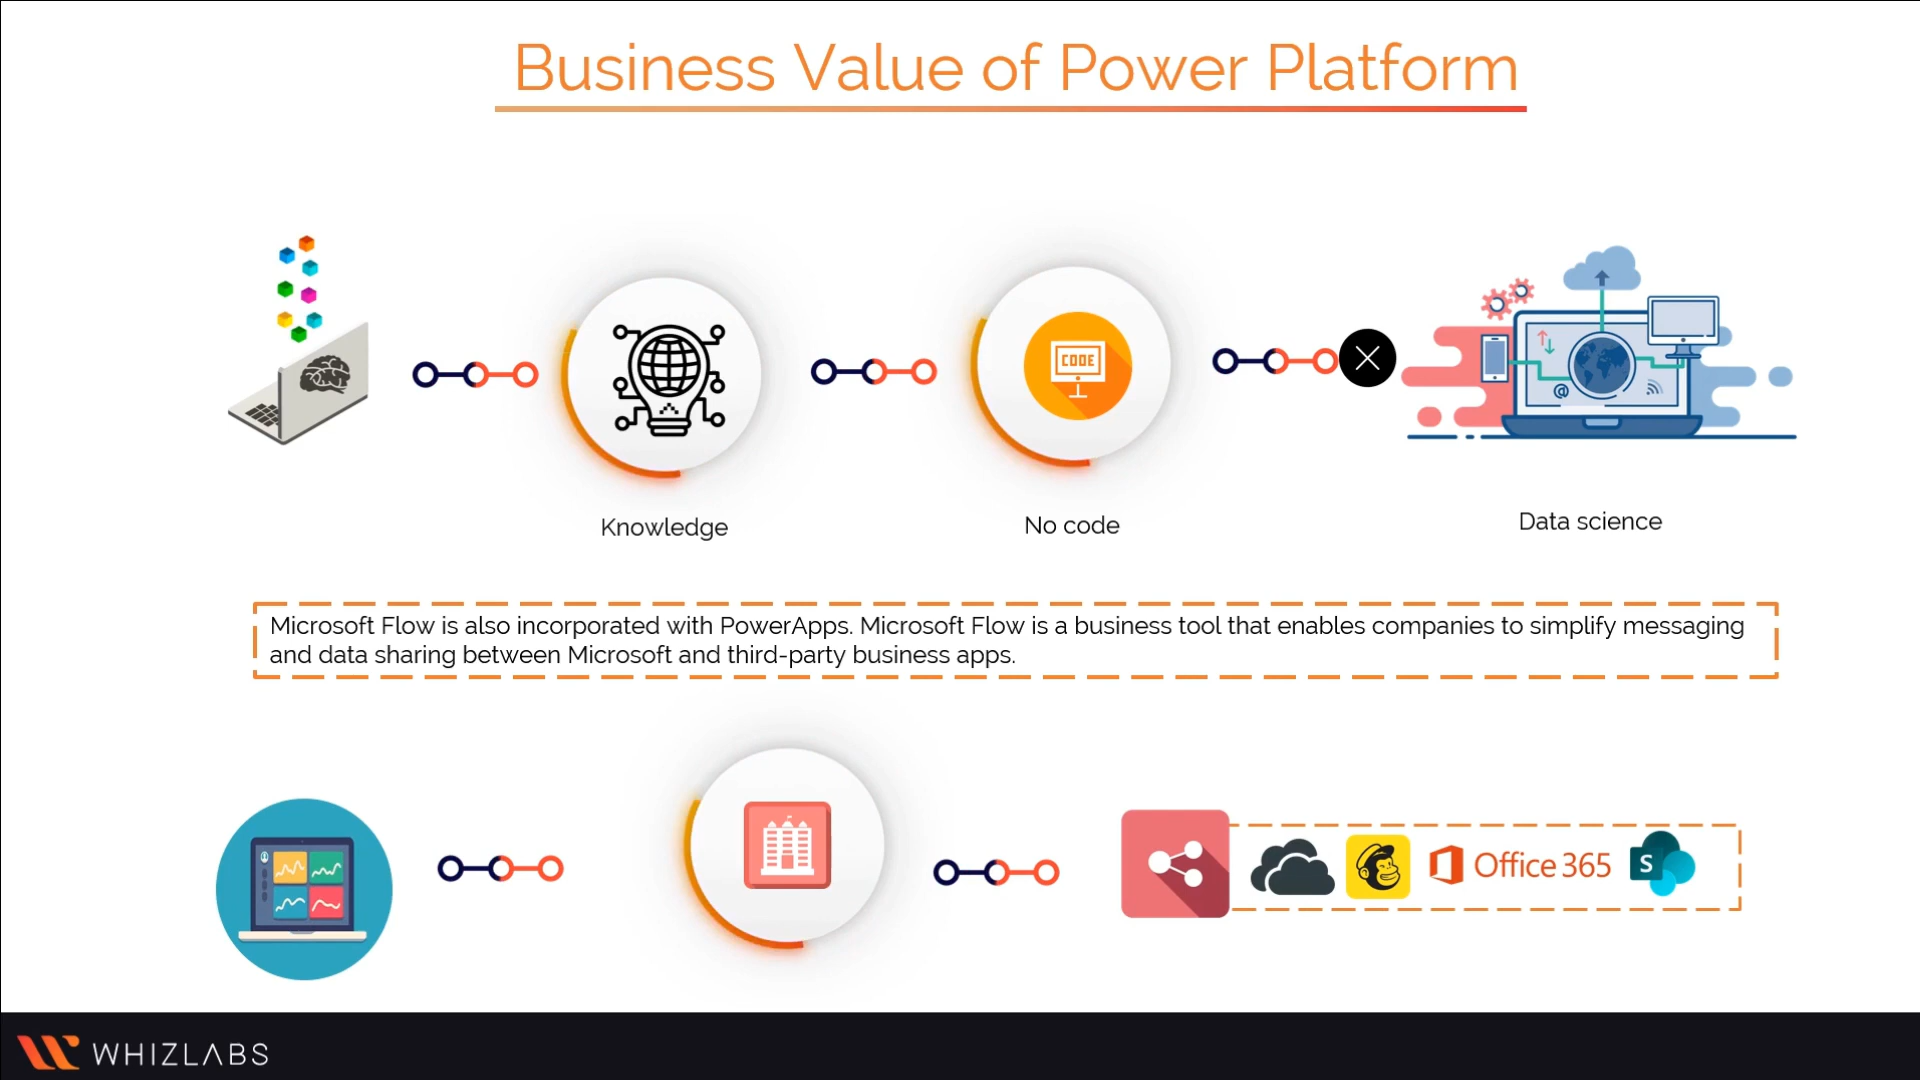 Business Value of Power Platform
CODE
Knowledge
No code
Data science
Microsoft Flow is also incorporated with PowerApps. Microsoft Flow is a business tool that enables companies to simplify messaging
and data sharing between Microsoft and third-party business apps.
Office 365
S
WHIZLABS